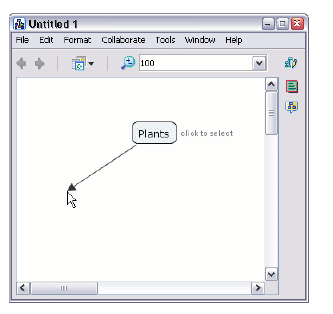 Untitled 1
File Edit Format Collaborate Tools Window Help
100
Plants click to select